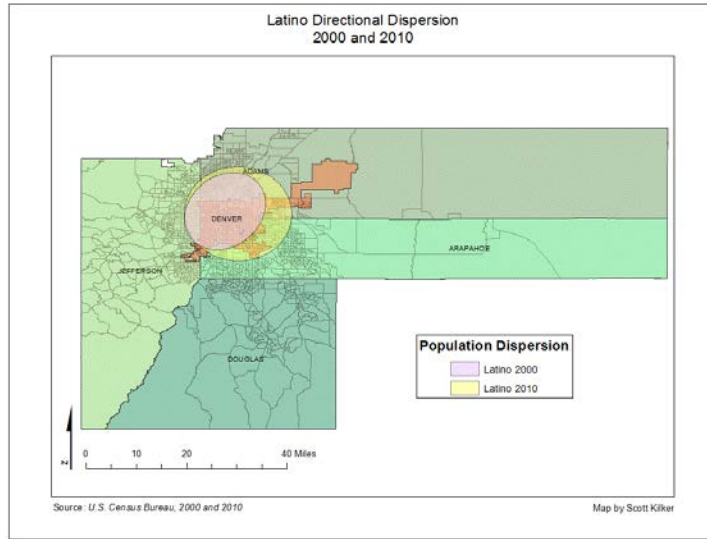 Latino Directional Dispersion
2000 and 2010
ADAMS
DENVER
ARAPAHOE
JEFFERSON
DOUGLAS
Population Dispersion
Latino 2000
Latino 2010
N
0 10 20 40 Miles
Source: U.S. Census Bureau, 2000 and 2010
Map by Scott Kilker